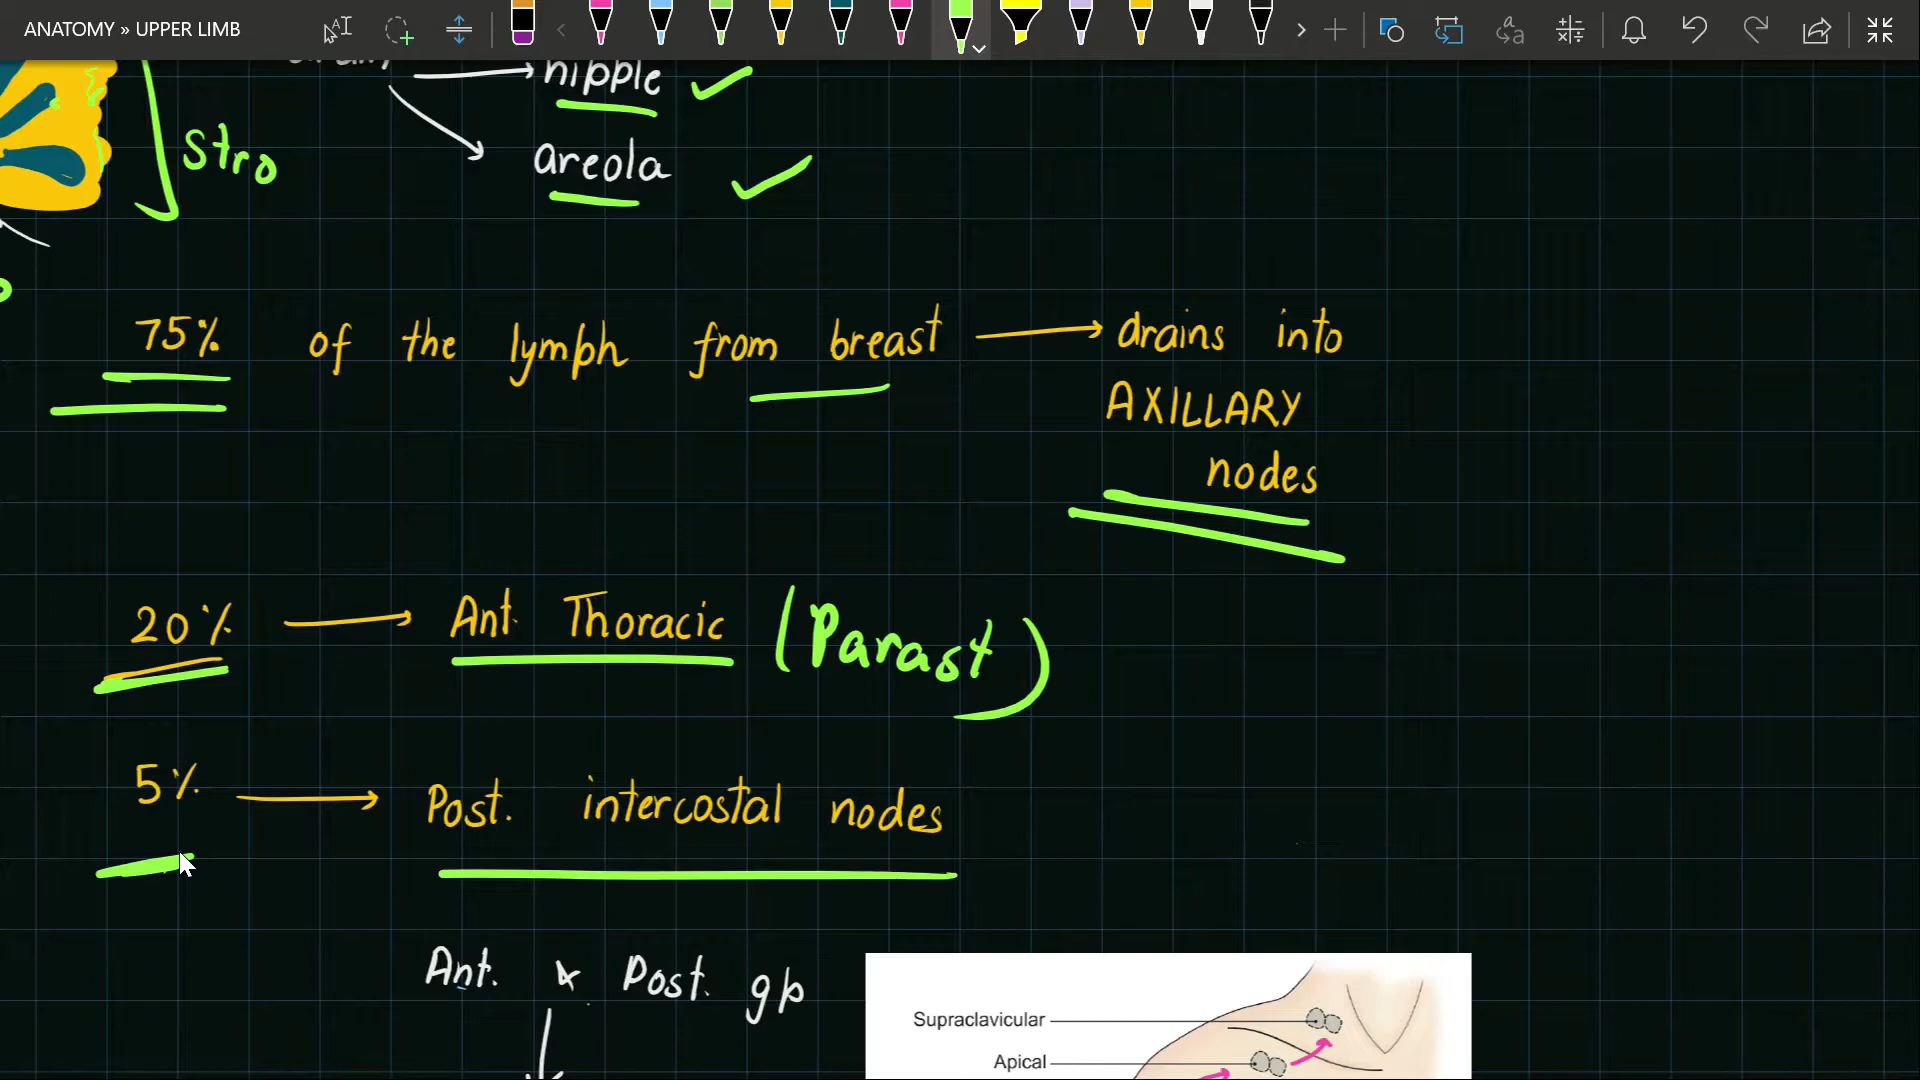 ANATOMY » UPPER LIMB
nipple
areola
Stro
75% of the lymph from breast drains into
AXILLARY
nodes
20% Ant. Thoracic (Parast)
5% Post. intercostal nodes
Ant. & Post. gp
Supraclavicular
Apical